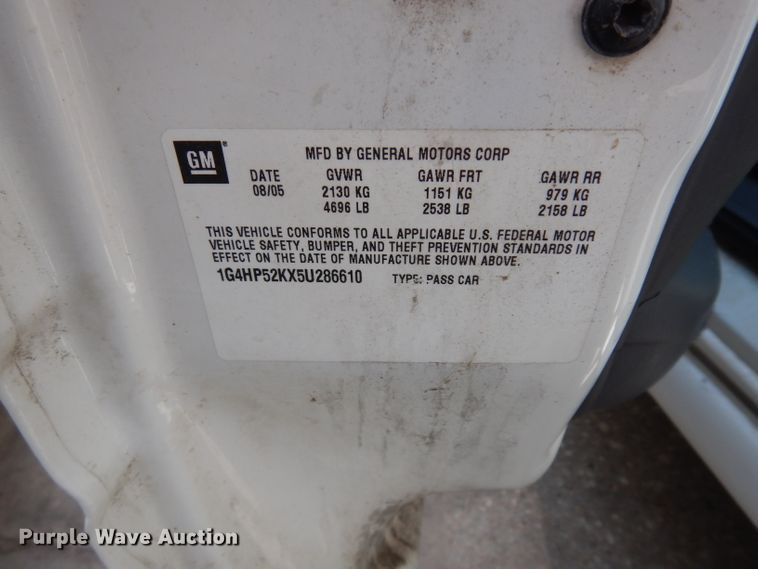 GM
MFD BY GENERAL MOTORS CORP
DATE GVWR GAWR FRT GAWR RR
08/05 2130 KG 1151 KG 979 KG
4696 LB 2538 LB 2158 LB
THIS VEHICLE CONFORMS TO ALL APPLICABLE U.S. FEDERAL MOTOR
VEHICLE SAFETY, BUMPER, AND THEFT PREVENTION STANDARDS IN
EFFECT ON THE DATE OF MANUFACTURE SHOWN ABOVE.
1G4HP52KX5U286610 TYPE: PASS CAR
Purple Wave Auction